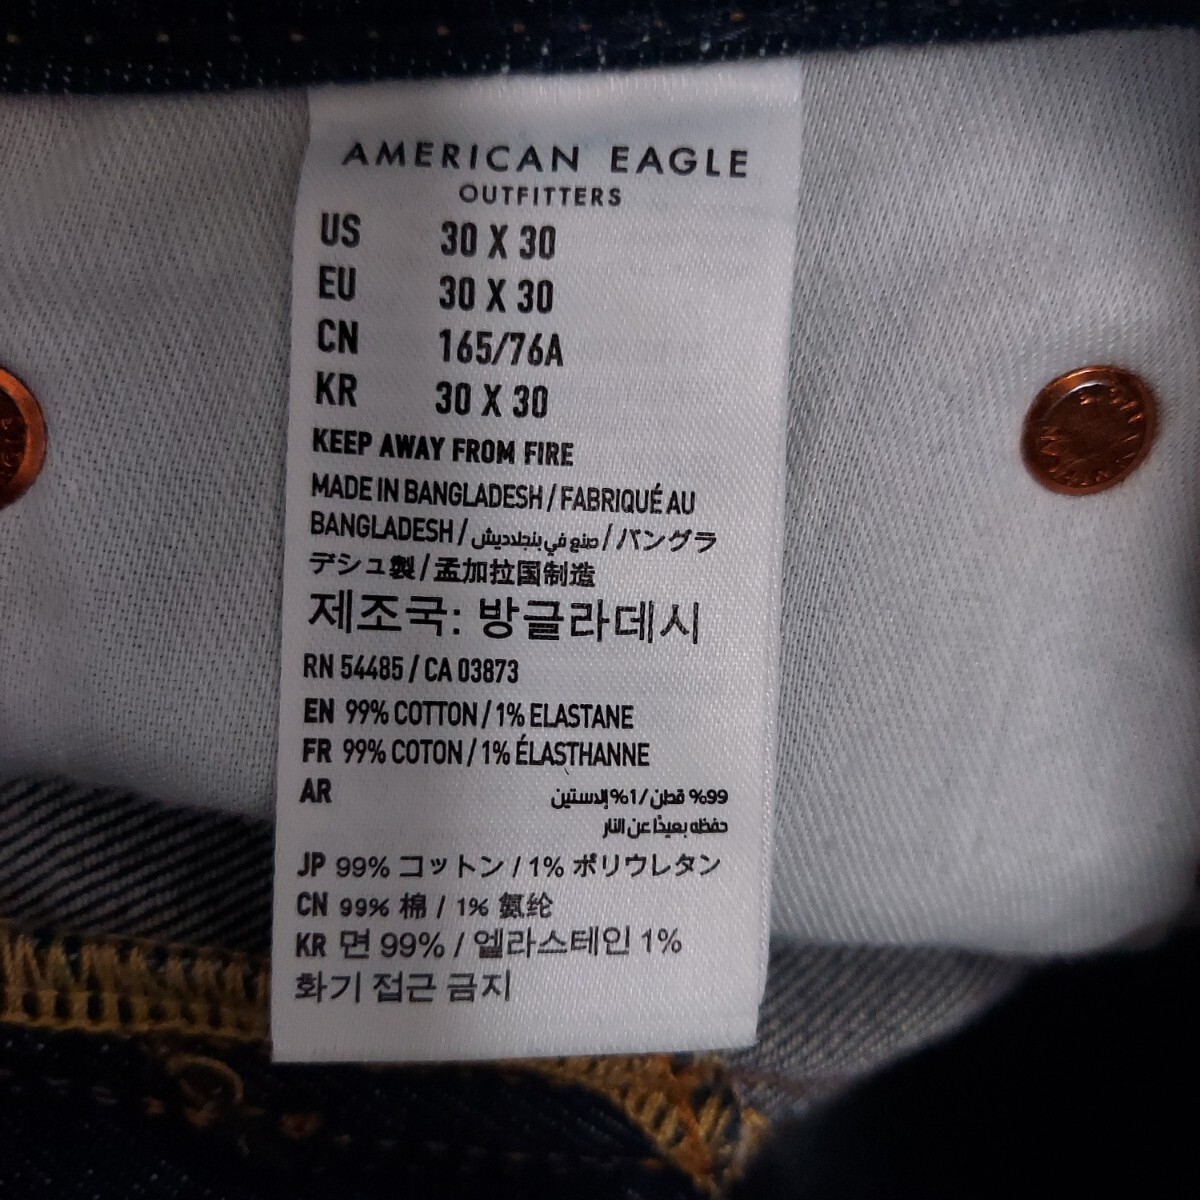 AMERICAN EAGLE
OUTFITTERS
US 30 X 30
EU 30 X 30
CN 165/76A
KR 30 X 30
KEEP AWAY FROM FIRE
MADE IN BANGLADESH / FABRIQUÉ AU
BANGLADESH / صنع في بنجلاديش / バングラ
デシュ製 / 孟加拉国制造
제조국: 방글라데시
RN 54485 / CA 03873
EN 99% COTTON / 1% ELASTANE
FR 99% COTON / 1% ÉLASTHANNE
AR 99% قطن /1% إلاستين
حفظه بعيدًا عن النار
JP 99% コットン / 1% ポリウレタン
CN 99% 棉 / 1% 氨纶
KR 면 99% / 엘라스테인 1%
화기 접근 금지